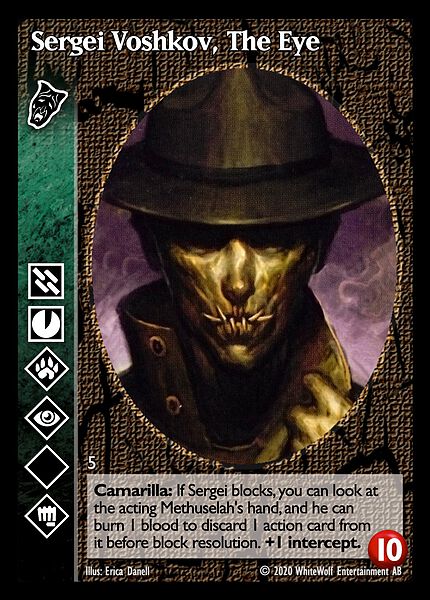 Sergei Voshkov, The Eye
5
Camarilla: If Sergei blocks, you can look at
the acting Methuselah's hand, and he can
burn 1 blood to discard 1 action card from
it before block resolution. +1 intercept.
10
Illus: Erica Danell © 2020 WhiteWolf Entertainment AB